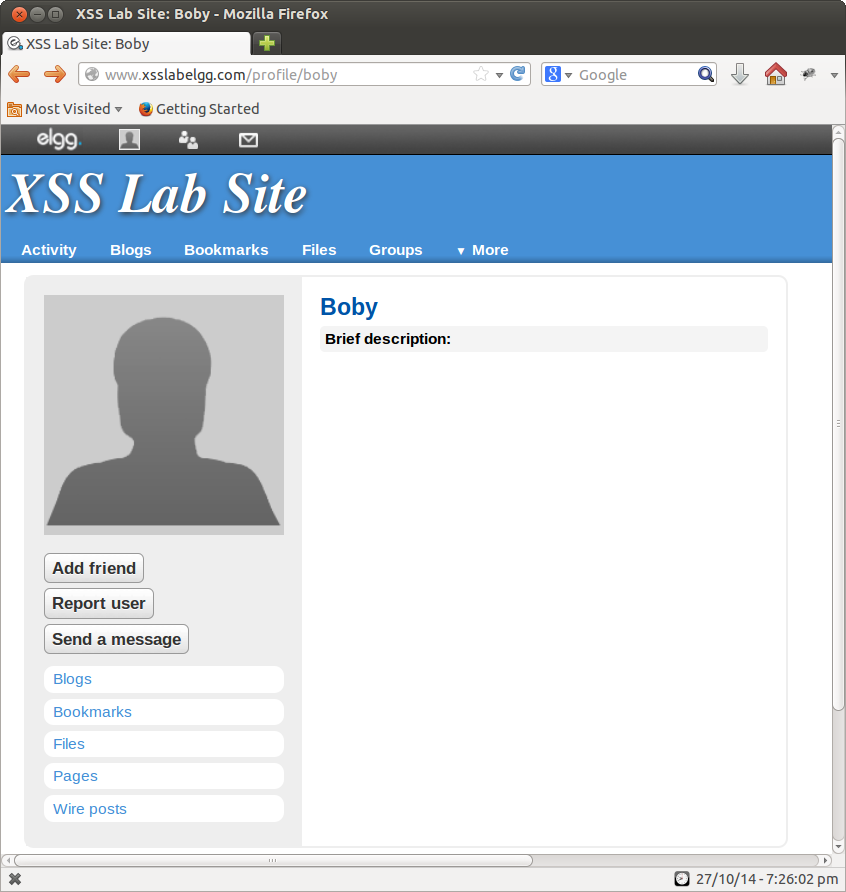 XSS Lab Site: Boby - Mozilla Firefox
XSS Lab Site: Boby
www.xsslabelgg.com/profile/boby
8 Google
Most Visited Getting Started
elgg.
XSS Lab Site
Activity Blogs Bookmarks Files Groups ▼ More
Boby
Brief description:
Add friend
Report user
Send a message
Blogs
Bookmarks
Files
Pages
Wire posts
27/10/14 - 7:26:02 pm